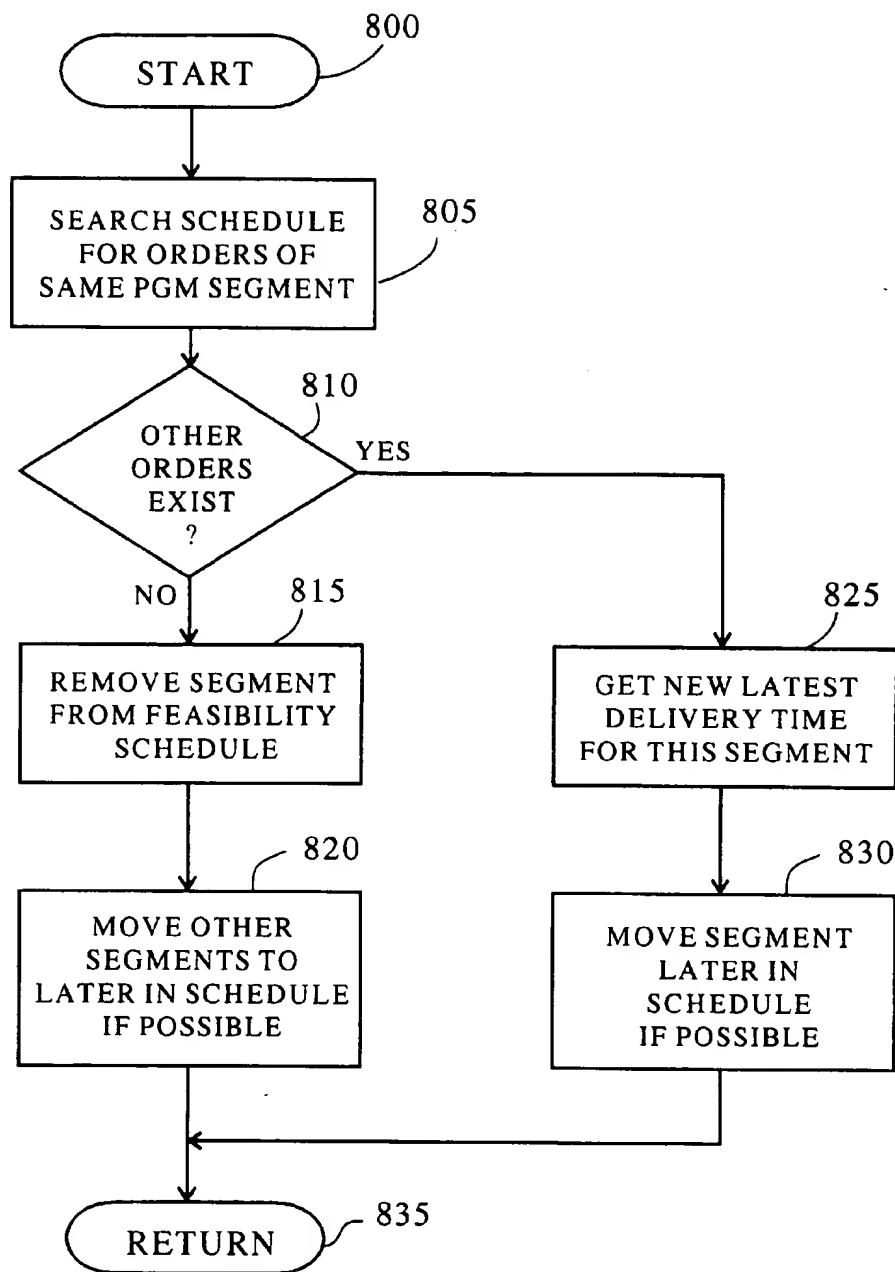 800
START
SEARCH SCHEDULE
FOR ORDERS OF
SAME PGM SEGMENT
805
810
OTHER
ORDERS
EXIST
?
YES
NO
815
REMOVE SEGMENT
FROM FEASIBILITY
SCHEDULE
825
GET NEW LATEST
DELIVERY TIME
FOR THIS SEGMENT
820
MOVE OTHER
SEGMENTS TO
LATER IN SCHEDULE
IF POSSIBLE
830
MOVE SEGMENT
LATER IN
SCHEDULE
IF POSSIBLE
RETURN
835